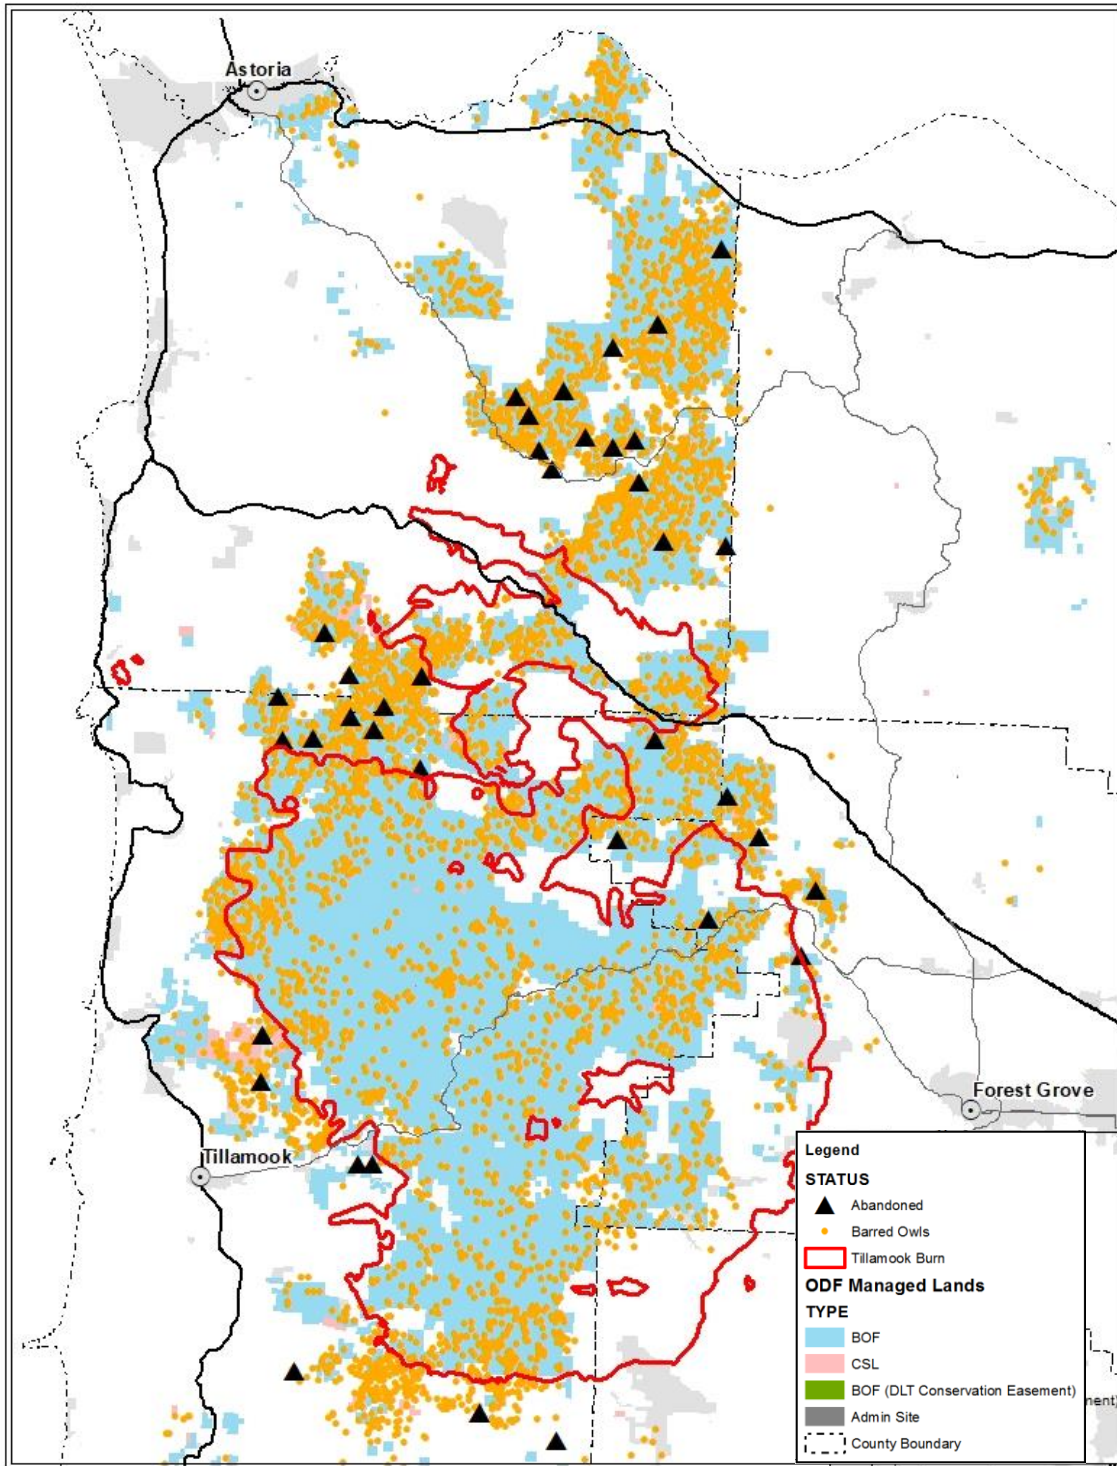 Astoria
Forest Grove
Tillamook
Legend
STATUS
Abandoned
Barred Owls
Tillamook Burn
ODF Managed Lands
TYPE
BOF
CSL
BOF (DLT Conservation Easement)
Admin Site
County Boundary